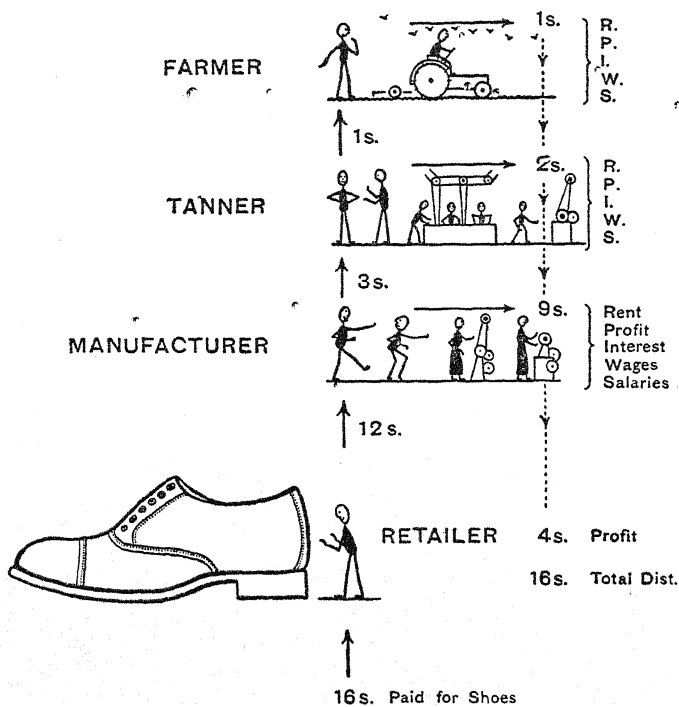 1s.
R.
P.
I.
W.
S.
FARMER
1s.
2s.
R.
P.
I.
W.
S.
TANNER
3s.
9s.
Rent
Profit
Interest
Wages
Salaries
MANUFACTURER
12s.
RETAILER 4s. Profit
16s. Total Dist.
16s. Paid for Shoes